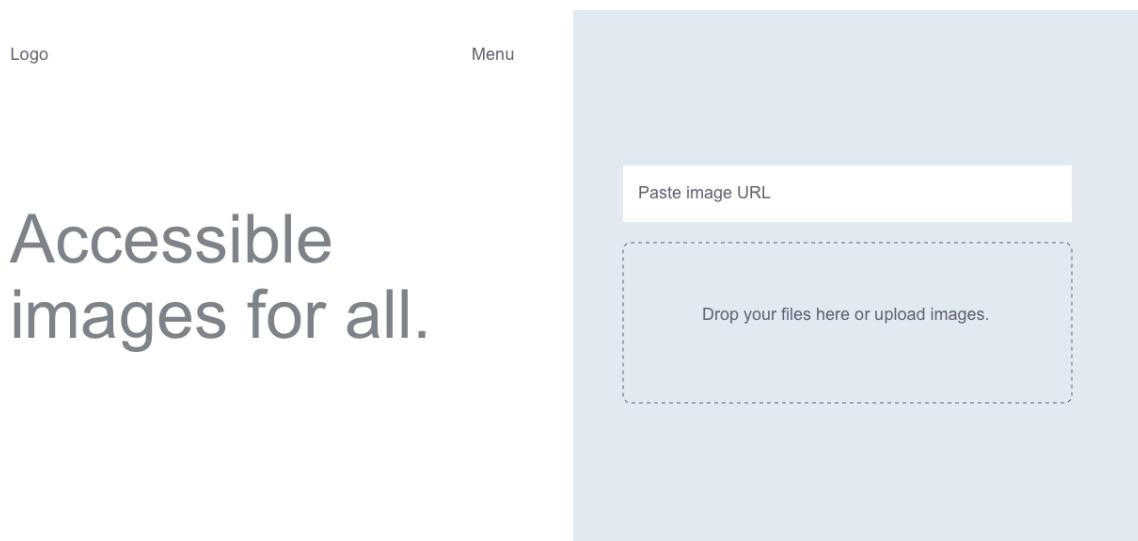 Logo
Menu
Accessible
images for all.
Paste image URL
Drop your files here or upload images.